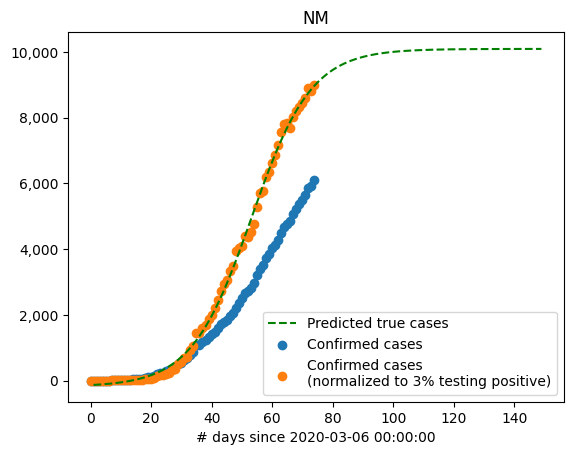 NM
10,000
8,000
6,000
4,000
2,000
0
Predicted true cases
Confirmed cases
Confirmed cases
(normalized to 3% testing positive)
0 20 40 60 80 100 120 140
# days since 2020-03-06 00:00:00